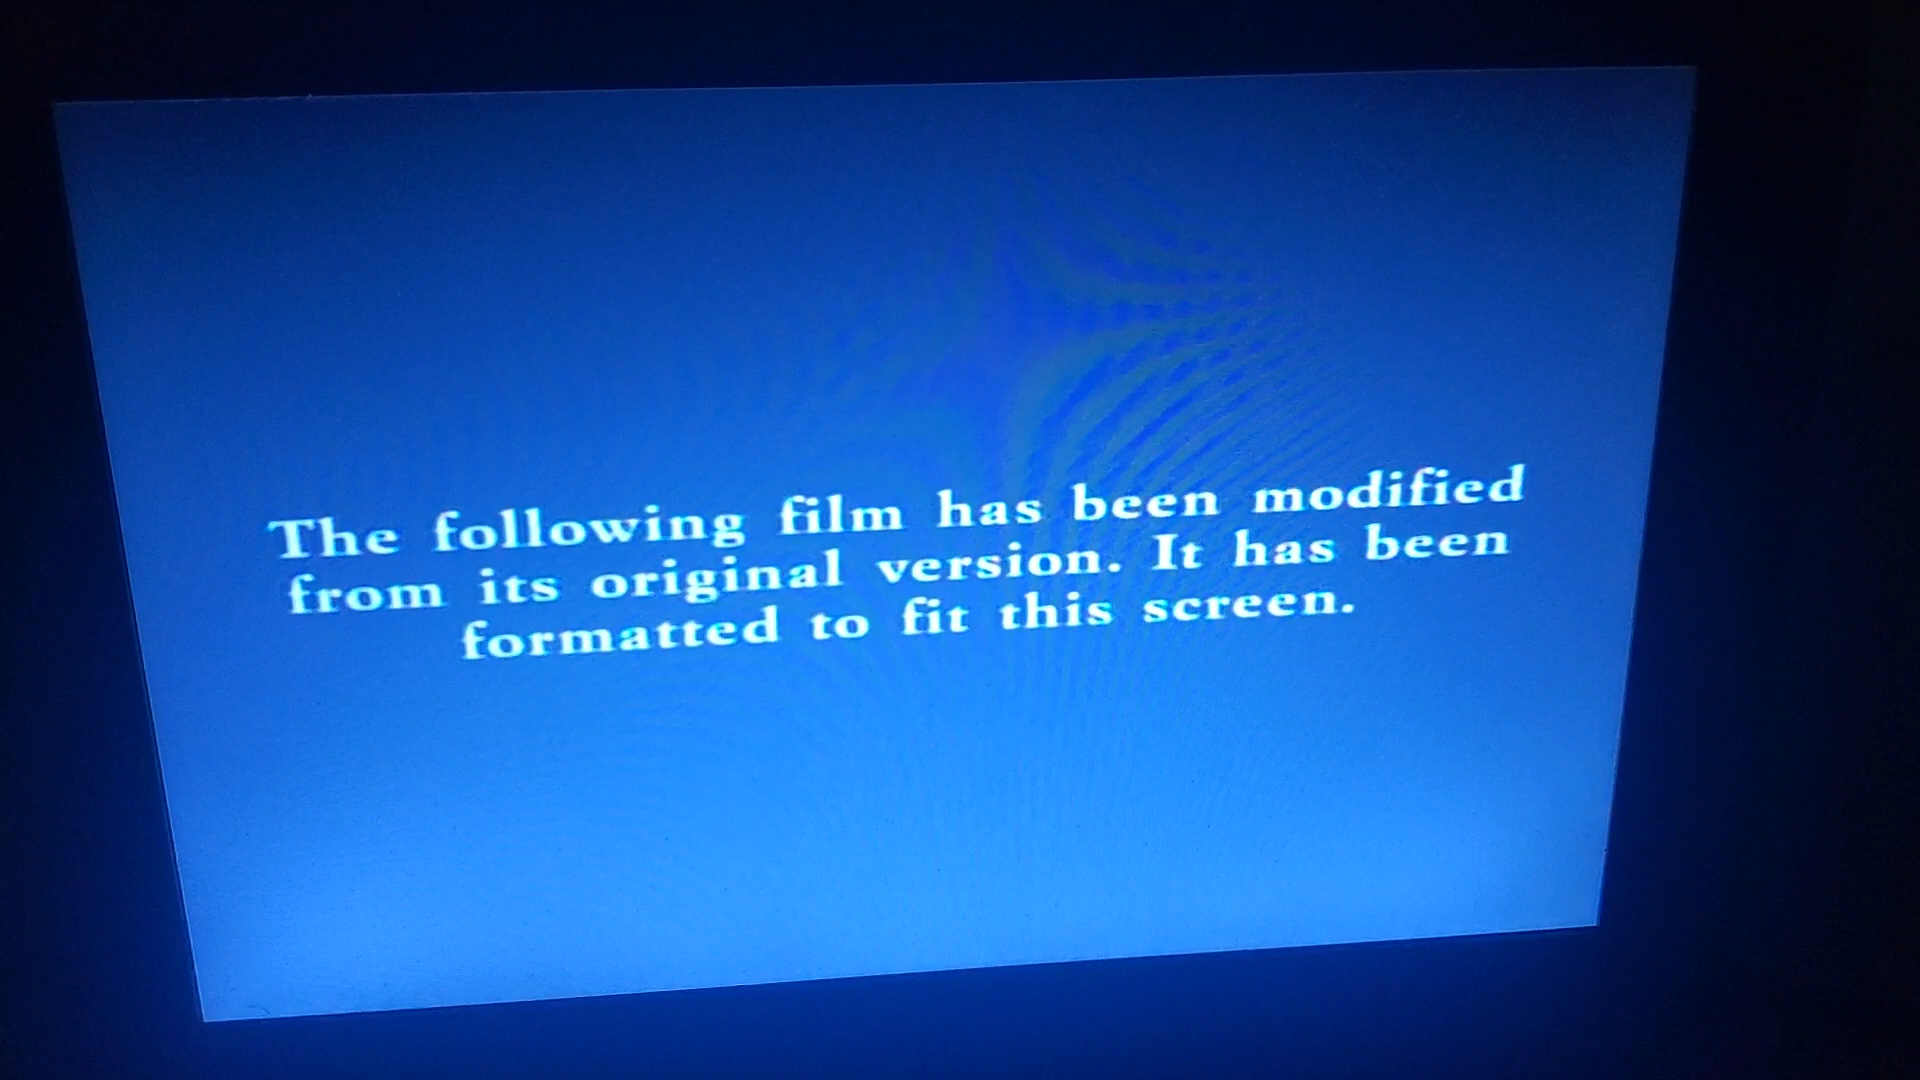 The following film has been modified
from its original version. It has been
formatted to fit this screen.